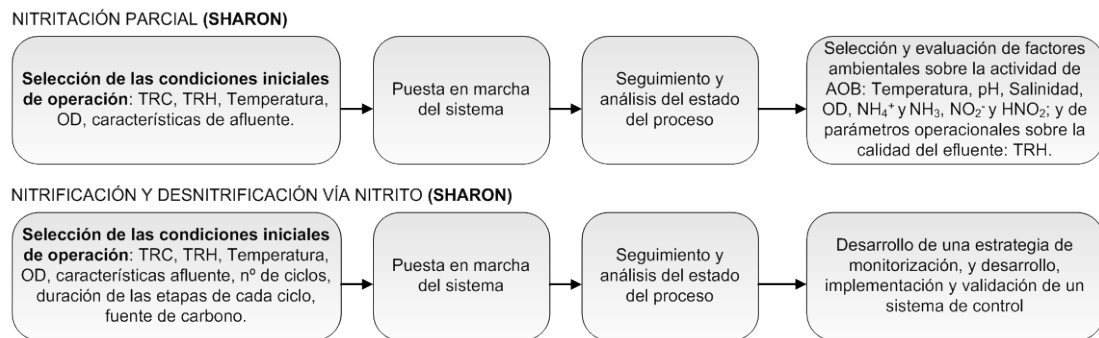 NITRITACIÓN PARCIAL (SHARON)
Selección de las condiciones iniciales
de operación: TRC, TRH, Temperatura,
OD, características de afluente.
Puesta en marcha
del sistema
Seguimiento y
análisis del estado
del proceso
Selección y evaluación de factores
ambientales sobre la actividad de
AOB: Temperatura, pH, Salinidad,
OD, NH₄⁺ y NH₃, NO₂⁻ y HNO₂; y de
parámetros operacionales sobre la
calidad del efluente: TRH.
NITRIFICACIÓN Y DESNITRIFICACIÓN VÍA NITRITO (SHARON)
Selección de las condiciones iniciales
de operación: TRC, TRH, Temperatura,
OD, características afluente, nº de ciclos,
duración de las etapas de cada ciclo,
fuente de carbono.
Puesta en marcha
del sistema
Seguimiento y
análisis del estado
del proceso
Desarrollo de una estrategia de
monitorización, y desarrollo,
implementación y validación de un
sistema de control